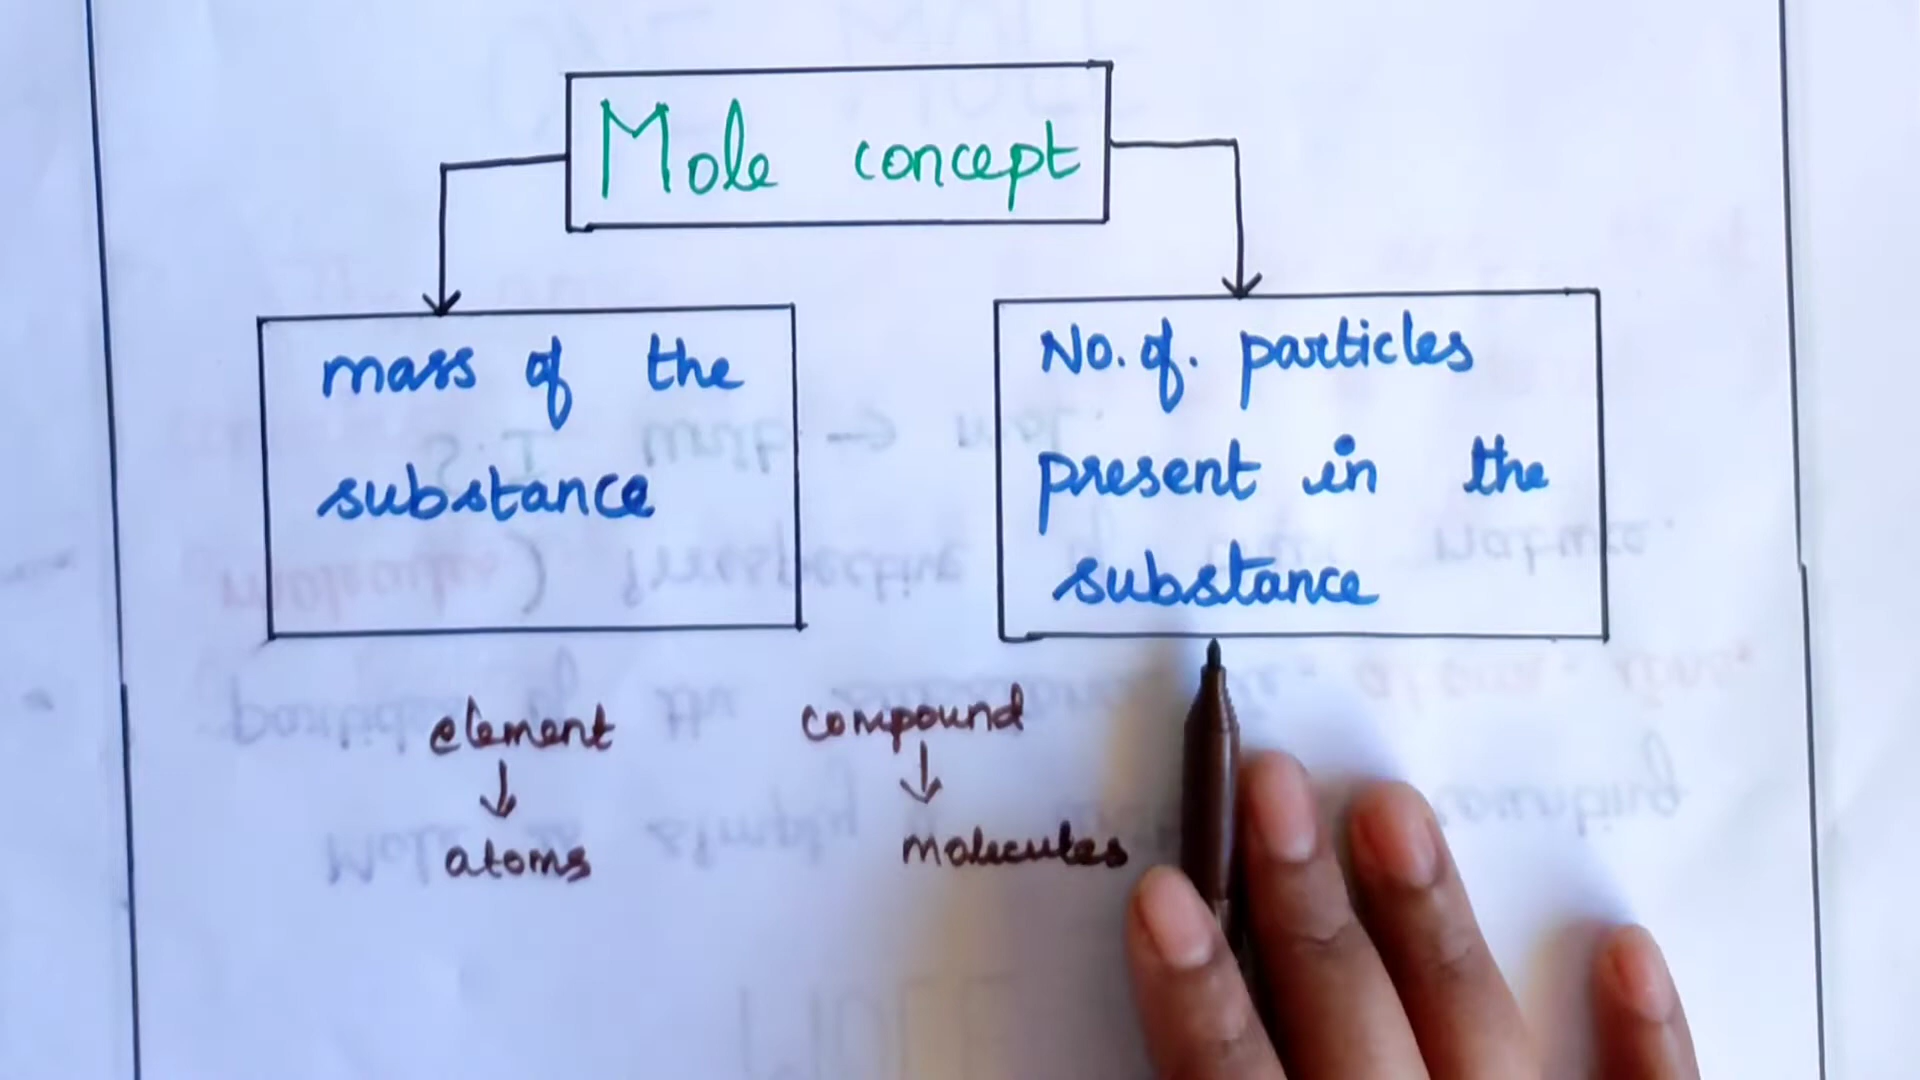 Mole concept
mass of the
substance
No. of. particles
present in the
substance
element
compound
atoms
molecules